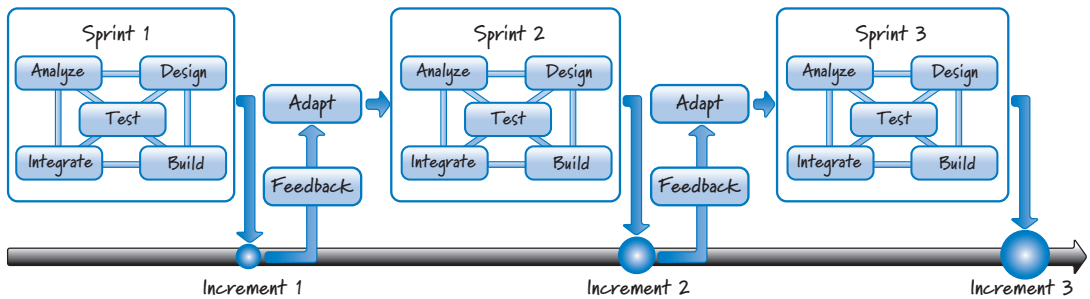 Sprint 1
Analyze
Design
Test
Integrate
Build
Adapt
Feedback
Increment 1
Sprint 2
Analyze
Design
Test
Integrate
Build
Adapt
Feedback
Increment 2
Sprint 3
Analyze
Design
Test
Integrate
Build
Increment 3